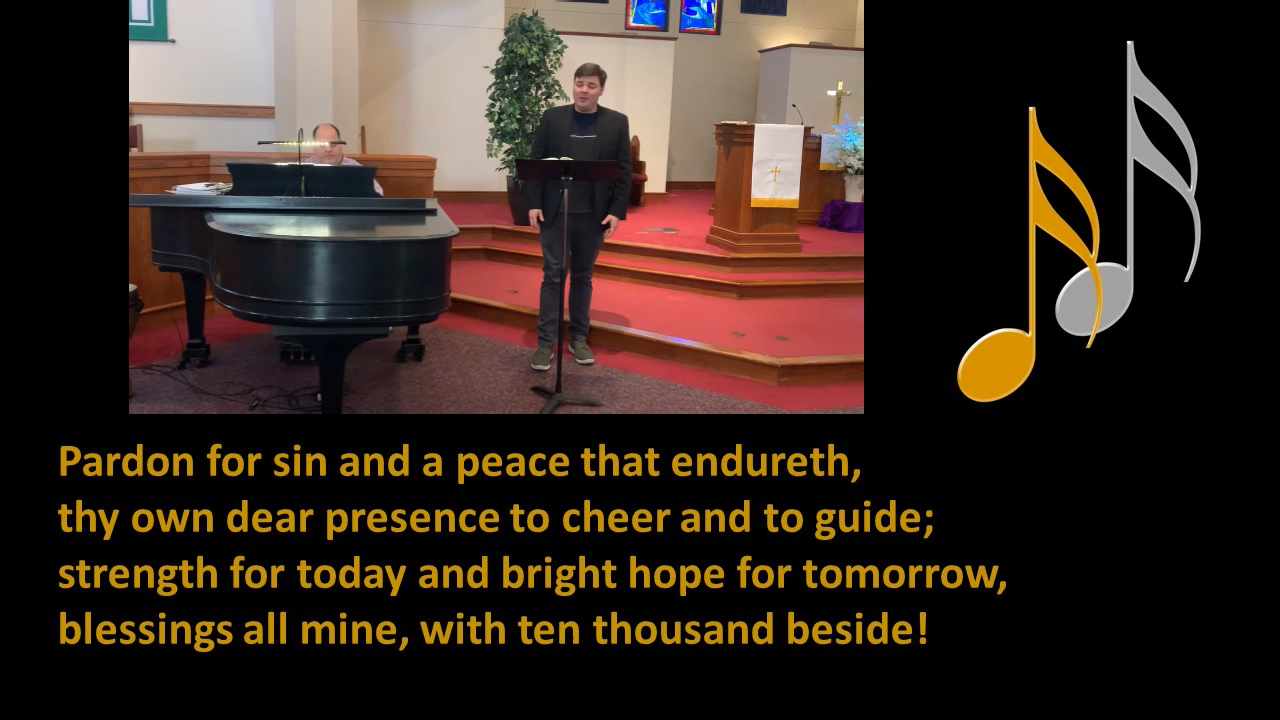 Pardon for sin and a peace that endureth,
thy own dear presence to cheer and to guide;
strength for today and bright hope for tomorrow,
blessings all mine, with ten thousand beside!